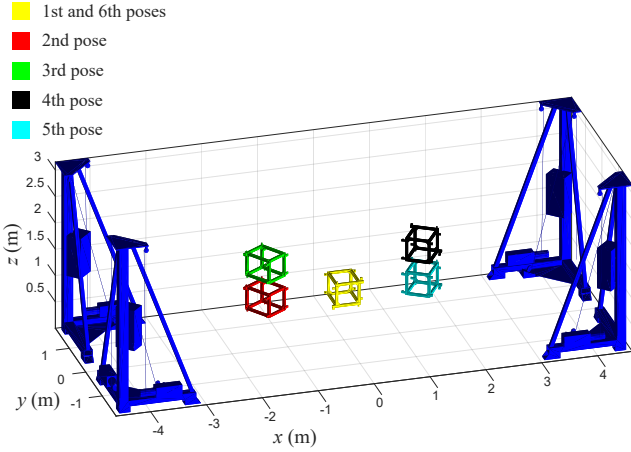 1st and 6th poses
2nd pose
3rd pose
4th pose
5th pose
3
2.5
2
1.5
1
0.5
z (m)
1
0
-1
y (m)
-4
-3
-2
-1
0
1
2
3
4
x (m)